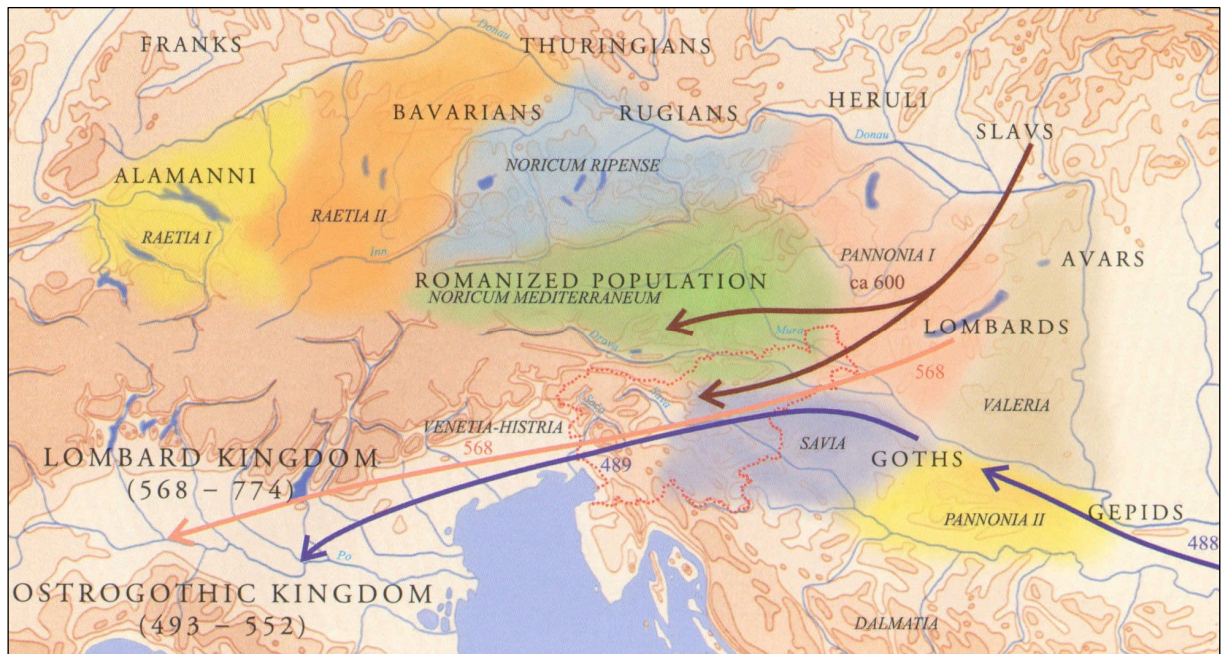 Donau
FRANKS
THURINGIANS
BAVARIANS
RUGIANS
HERULI
Donau
SLAVS
ALAMANNI
NORICUM RIPENSE
RAETIA I
RAETIA II
Inn
PANNONIA I
AVARS
ca 600
ROMANIZED POPULATION
NORICUM MEDITERRANEUM
Drava
Mura
LOMBARDS
568
Soča
Sava
VENETIA-HISTRIA
VALERIA
568
489
SAVIA
LOMBARD KINGDOM
(568 – 774)
GOTHS
PANNONIA II
GEPIDS
488
Po
OSTROGOTHIC KINGDOM
(493 – 552)
DALMATIA